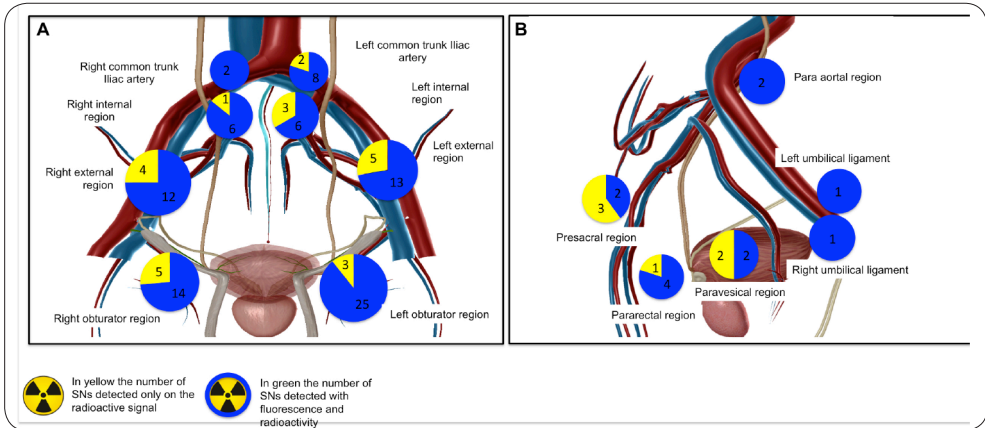 A
Left common trunk Iliac
artery
Right common trunk
Iliac artery
2
2
8
Right internal
region
Left internal
region
1
6
3
6
Left external region
Right external
region
4
12
5
13
5
14
3
25
Right obturator region
Left obturator region
B
2
Para aortal region
Left umbilical ligament
1
2
3
Presacral region
1
Right umbilical ligament
2
2
Paravesical region
1
4
Pararectal region
In yellow the number of
SNs detected only on the
radioactive signal
In green the number of
SNs detected with
fluorescence and
radioactivity